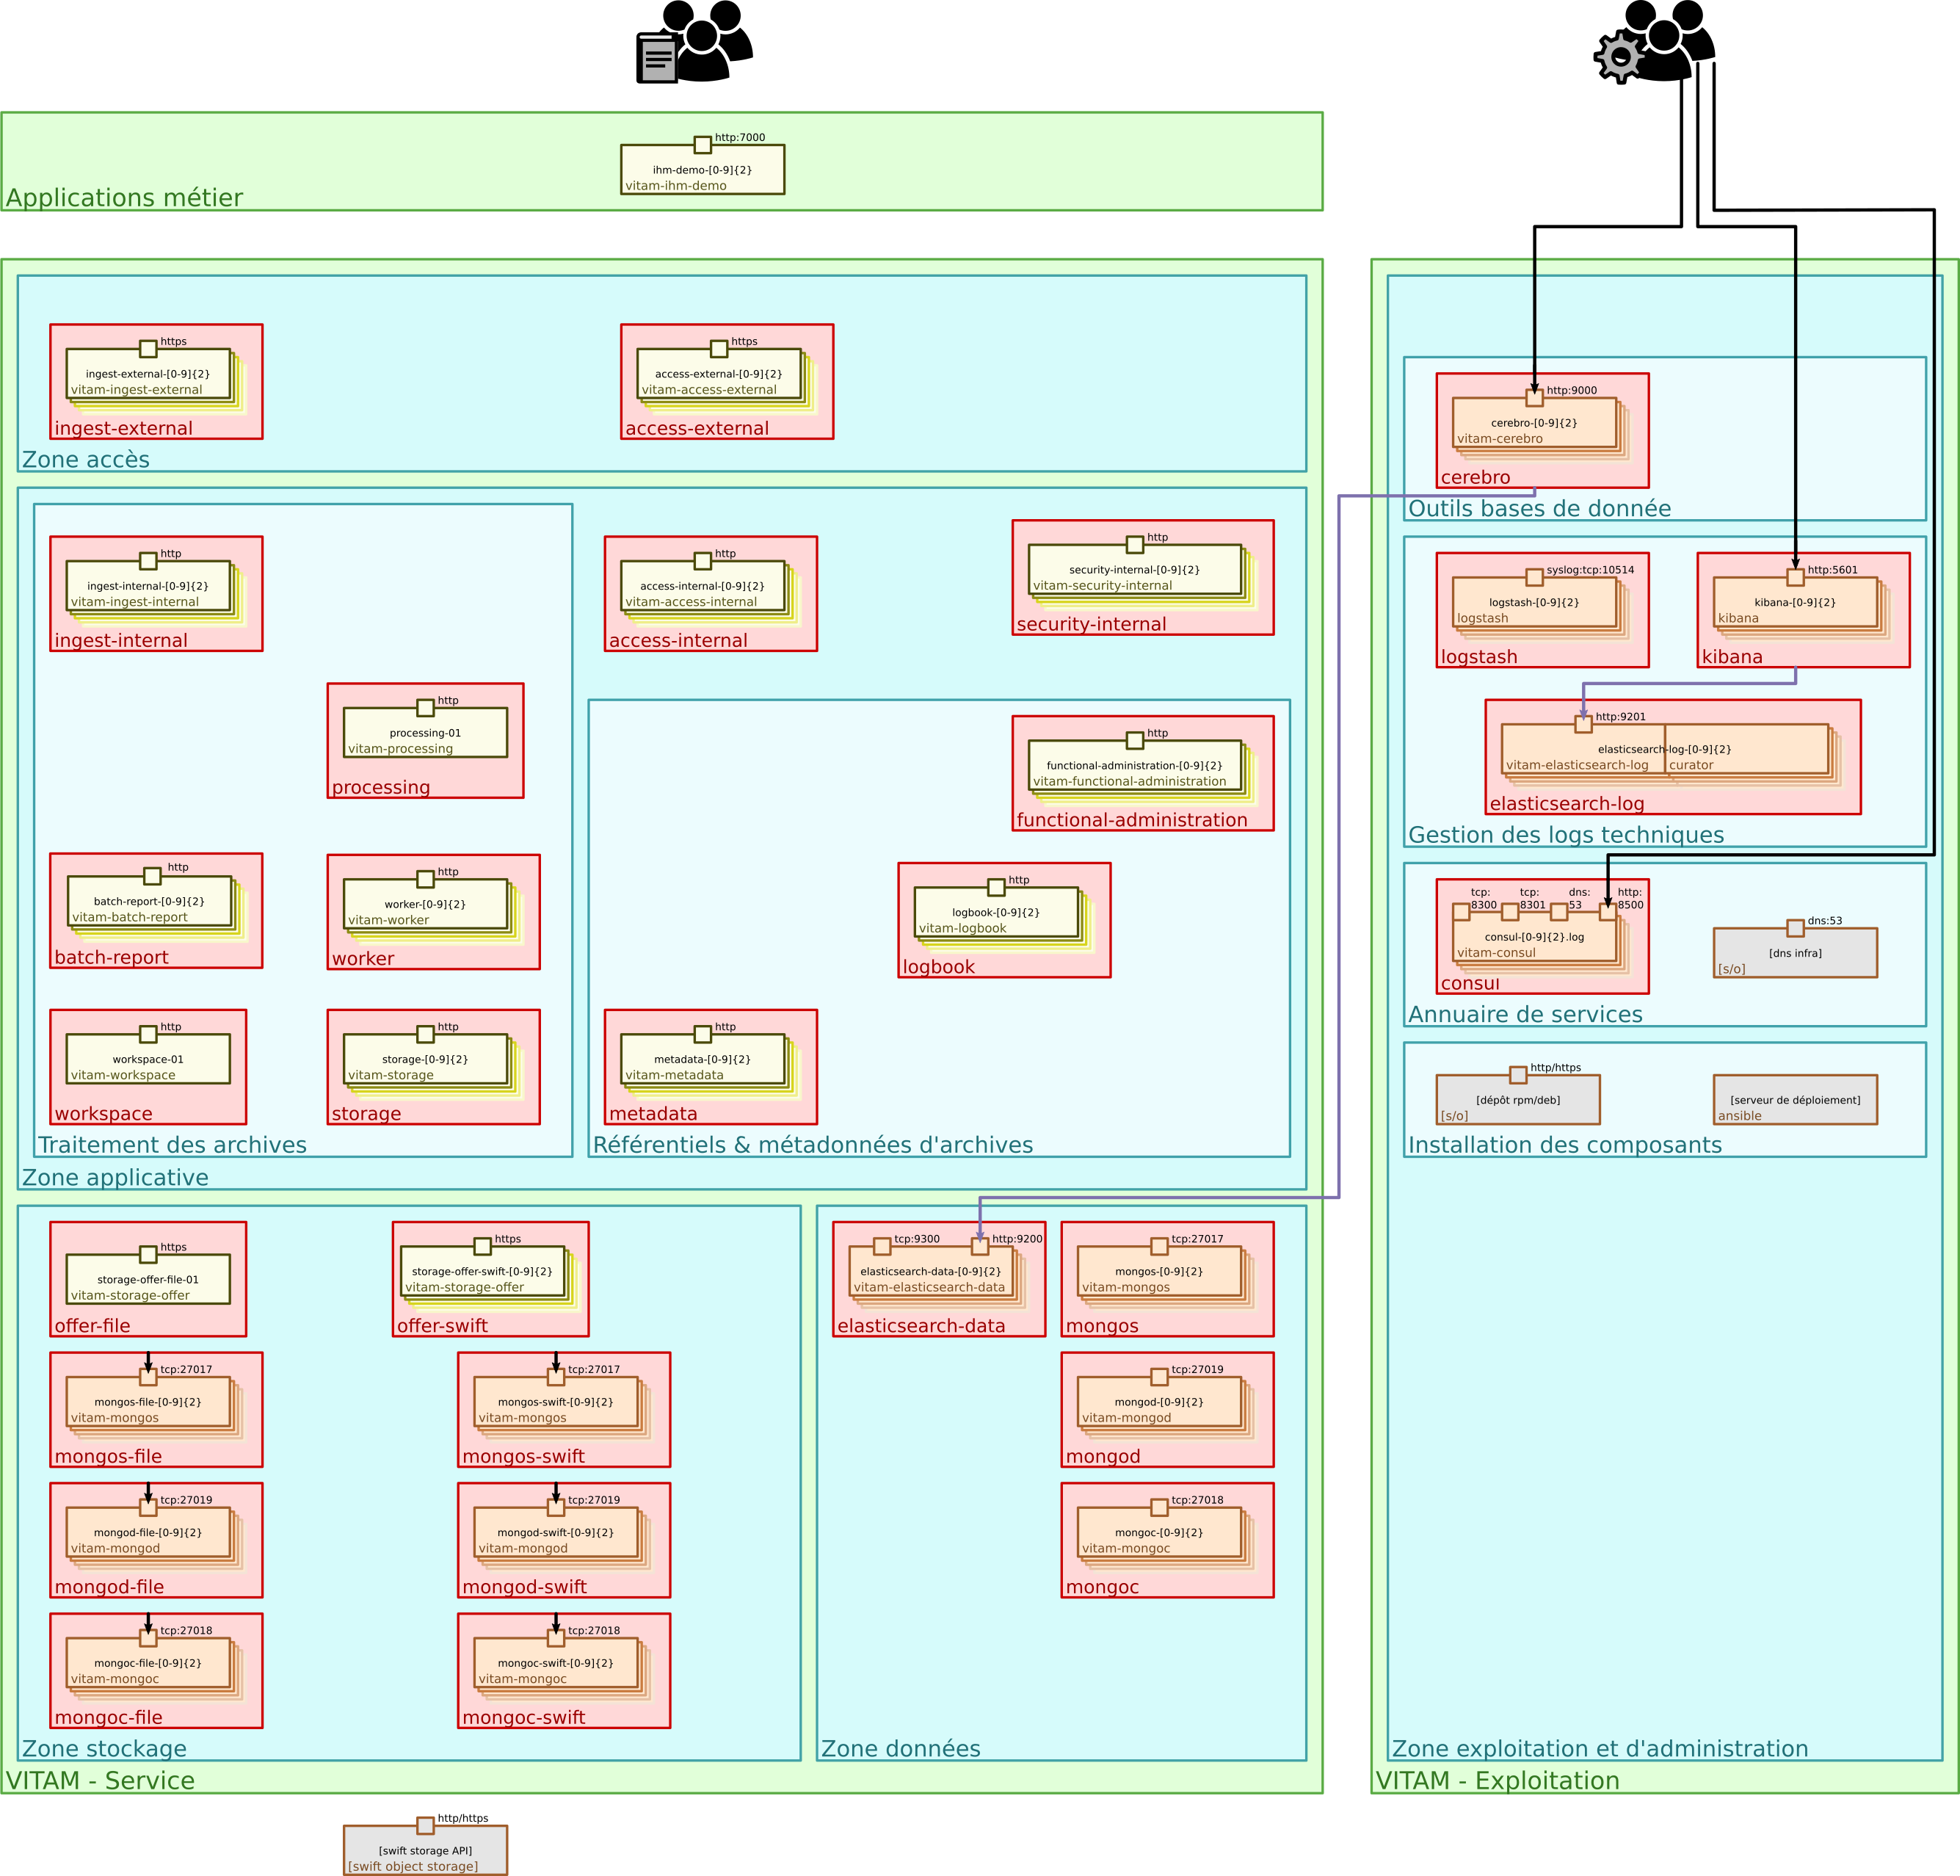 http:7000
ihm-demo-[0-9]{2}
vitam-ihm-demo
Applications métier
https
ingest-external-[0-9]{2}
vitam-ingest-external
ingest-external
https
access-external-[0-9]{2}
vitam-access-external
access-external
Zone accès
http
ingest-internal-[0-9]{2}
vitam-ingest-internal
ingest-internal
http
processing-01
vitam-processing
processing
http
batch-report-[0-9]{2}
vitam-batch-report
batch-report
http
worker-[0-9]{2}
vitam-worker
worker
http
workspace-01
vitam-workspace
workspace
http
storage-[0-9]{2}
vitam-storage
storage
Traitement des archives
http
access-internal-[0-9]{2}
vitam-access-internal
access-internal
http
security-internal-[0-9]{2}
vitam-security-internal
security-internal
http
functional-administration-[0-9]{2}
vitam-functional-administration
functional-administration
http
logbook-[0-9]{2}
vitam-logbook
logbook
http
metadata-[0-9]{2}
vitam-metadata
metadata
Référentiels & métadonnées d'archives
Zone applicative
https
storage-offer-file-01
vitam-storage-offer
offer-file
https
storage-offer-swift-[0-9]{2}
vitam-storage-offer
offer-swift
tcp:27017
mongos-file-[0-9]{2}
vitam-mongos
mongos-file
tcp:27017
mongos-swift-[0-9]{2}
vitam-mongos
mongos-swift
tcp:27019
mongod-file-[0-9]{2}
vitam-mongod
mongod-file
tcp:27019
mongod-swift-[0-9]{2}
vitam-mongod
mongod-swift
tcp:27018
mongoc-file-[0-9]{2}
vitam-mongoc
mongoc-file
tcp:27018
mongoc-swift-[0-9]{2}
vitam-mongoc
mongoc-swift
Zone stockage
tcp:9300
http:9200
elasticsearch-data-[0-9]{2}
vitam-elasticsearch-data
elasticsearch-data
tcp:27017
mongos-[0-9]{2}
vitam-mongos
mongos
tcp:27019
mongod-[0-9]{2}
vitam-mongod
mongod
tcp:27018
mongoc-[0-9]{2}
vitam-mongoc
mongoc
Zone données
VITAM - Service
http/https
[swift storage API]
[swift object storage]
http:9000
cerebro-[0-9]{2}
vitam-cerebro
cerebro
Outils bases de donnée
syslog:tcp:10514
logstash-[0-9]{2}
logstash
logstash
http:5601
kibana-[0-9]{2}
kibana
kibana
http:9201
elasticsearch-log-[0-9]{2}
vitam-elasticsearch-log
curator
elasticsearch-log
Gestion des logs techniques
tcp:
8300
tcp:
8301
dns:
53
http:
8500
consul-[0-9]{2}.log
vitam-consul
consul
dns:53
[dns infra]
[s/o]
Annuaire de services
http/https
[dépôt rpm/deb]
[s/o]
[serveur de déploiement]
ansible
Installation des composants
Zone exploitation et d'administration
VITAM - Exploitation